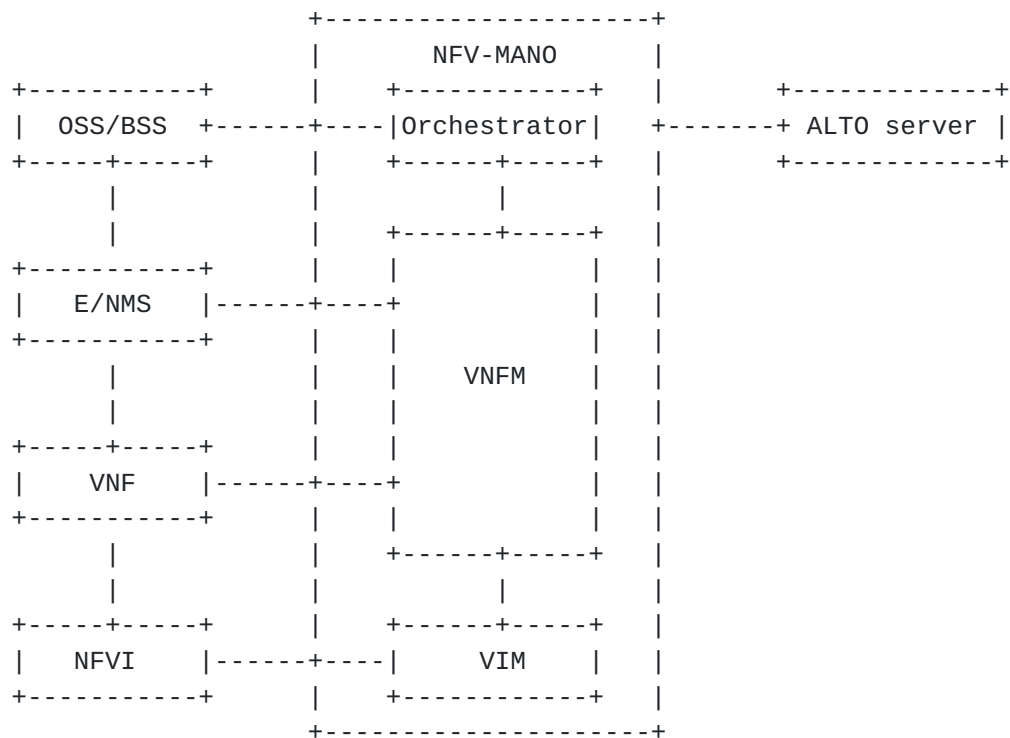 NFV-MANO
OSS/BSS Orchestrator ALTO server
E/NMS
VNFM
VNF
NFVI VIM